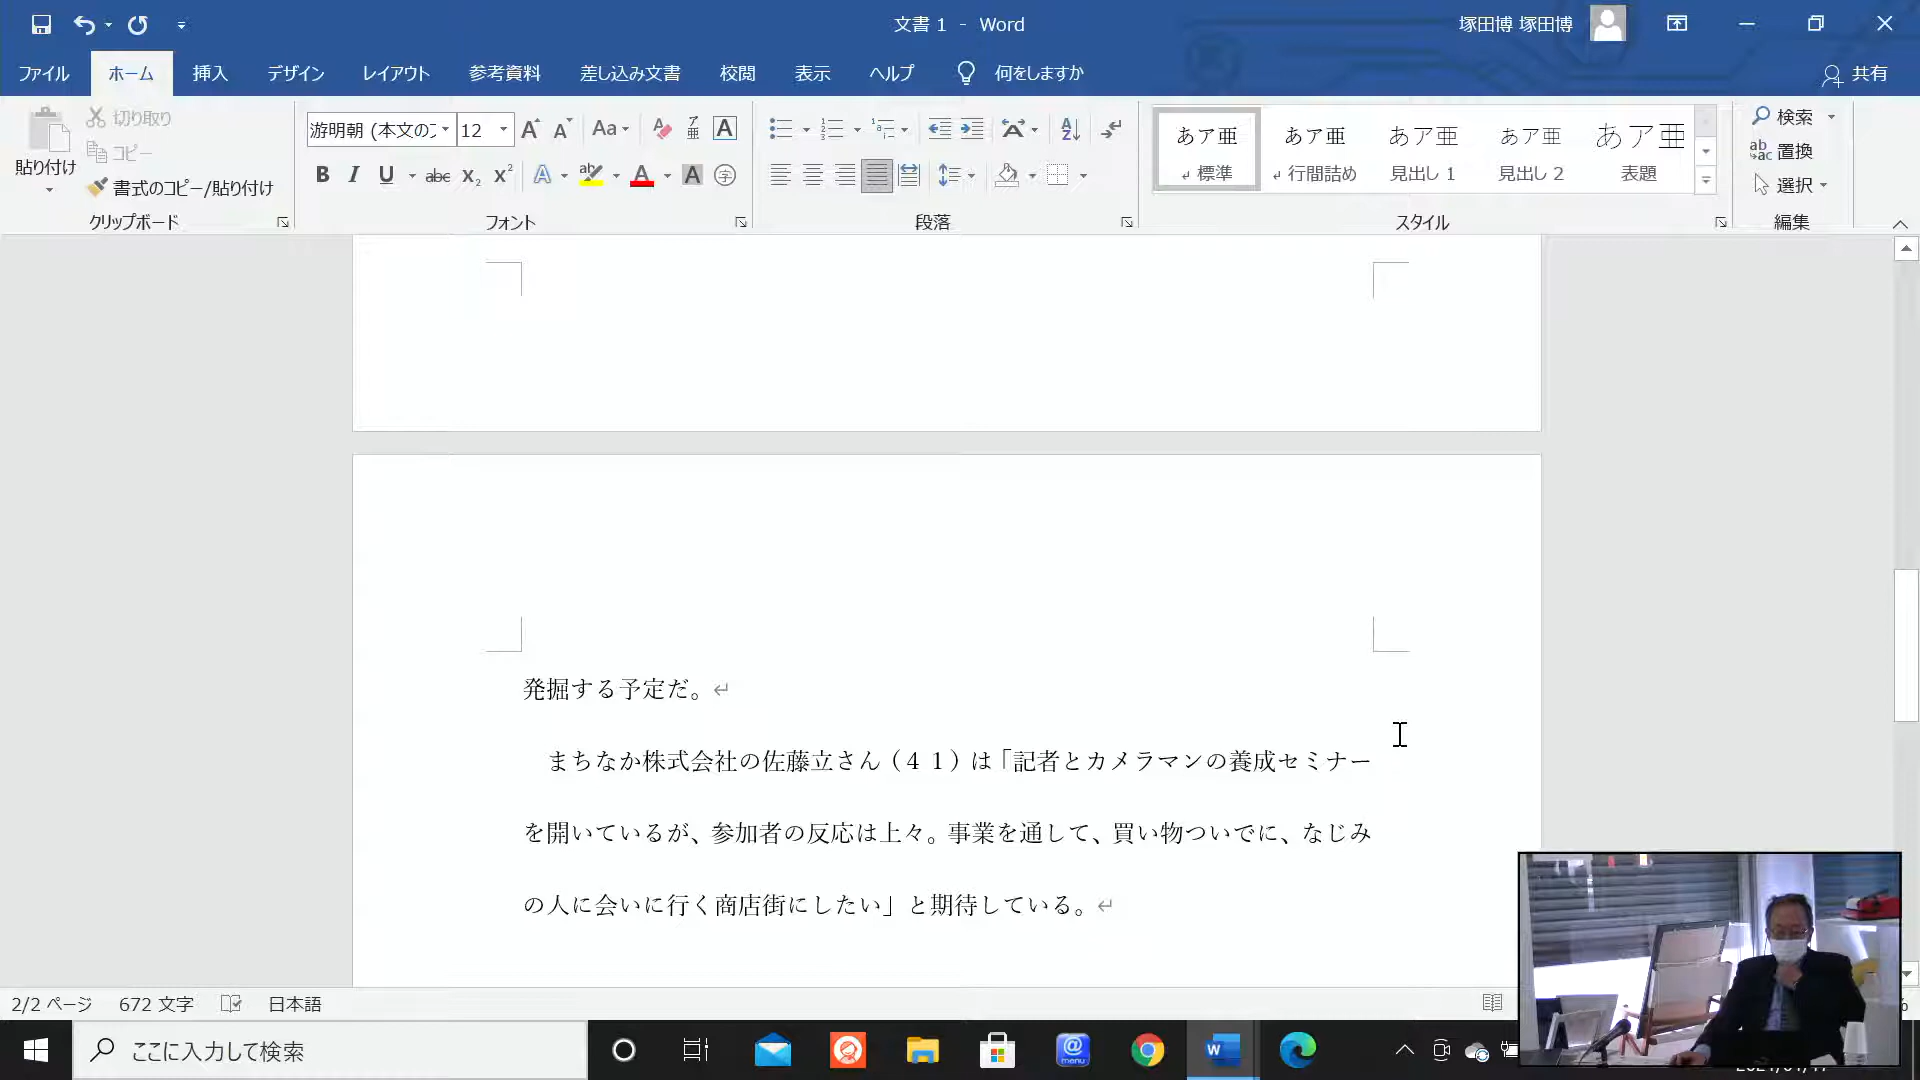 文書 1 - Word
塚田博 塚田博
ファイル ホーム 挿入 デザイン レイアウト 参考資料 差し込み文書 校閲 表示 ヘルプ 何をしますか 共有
貼り付け
切り取り
コピー
書式のコピー/貼り付け
クリップボード
游明朝 (本文の 12
フォント
段落
あア亜 あア亜 あア亜 あア亜 あア亜
標準 行間詰め 見出し 1 見出し 2 表題
スタイル
検索
置換
選択
編集
発掘する予定だ。
まちなか株式会社の佐藤立さん（４１）は「記者とカメラマンの養成セミナー
を開いているが、参加者の反応は上々。事業を通して、買い物ついでに、なじみ
の人に会いに行く商店街にしたい」と期待している。
2/2 ページ 672 文字 日本語
ここに入力して検索